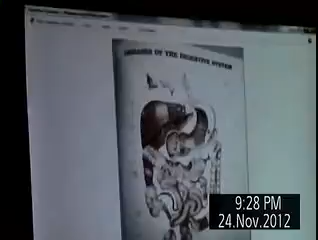 DISEASES OF THE DIGESTIVE SYSTEM
9:28 PM
24.Nov.2012